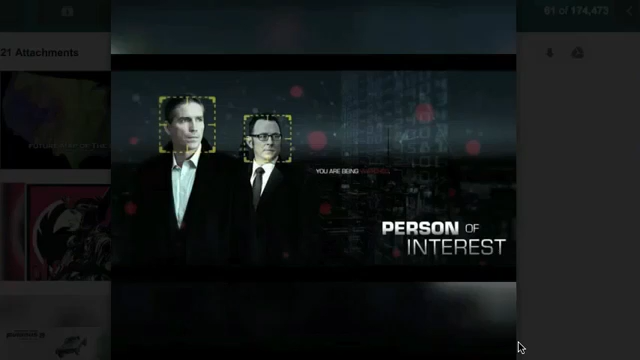 61 of 174,473
21 Attachments
YOU ARE BEING
PERSON OF
INTEREST